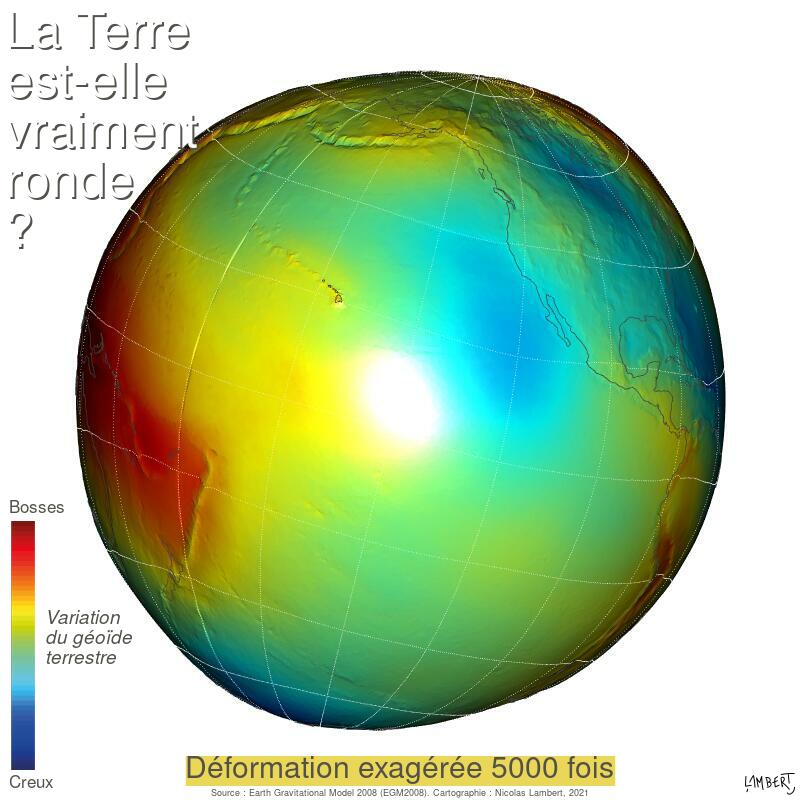 La Terre
est-elle
vraiment
ronde
?
Bosses
Variation
du géoïde
terrestre
Creux
Déformation exagérée 5000 fois
Source : Earth Gravitational Model 2008 (EGM2008). Cartographie : Nicolas Lambert, 2021
LAMBERT